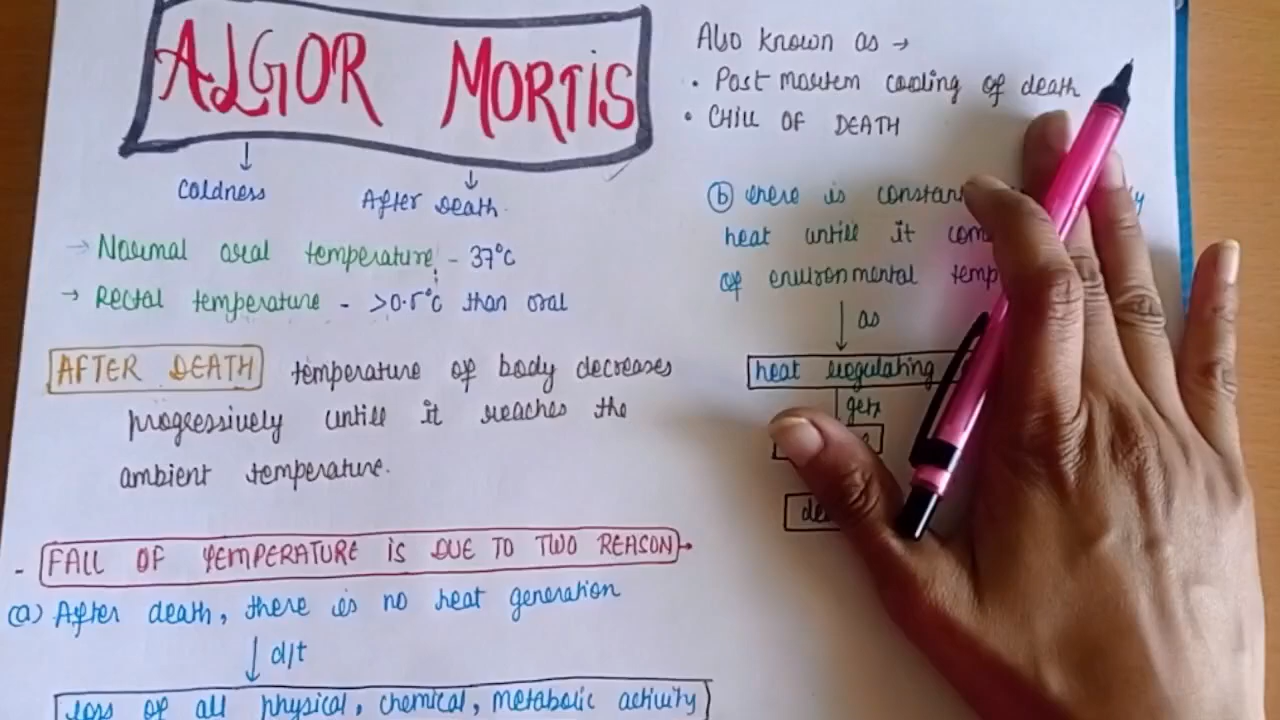 ALGOR MORTIS
Coldness
After Death.
→ Normal oral temperature - 37°C
→ Rectal temperature - >0.5°C than oral
AFTER DEATH temperature of body decreases
progressively untill it reaches the
ambient temperature.
- FALL OF TEMPERATURE IS DUE TO TWO REASON →
(a) After death, there is no heat generation
↓ d/t
loss of all physical, chemical, metabolic activity
Also known as →
• Post mortem cooling of death
• CHILL OF DEATH
(b) there is constant
heat untill it
of environmental
↓ as
heat regulating
gets